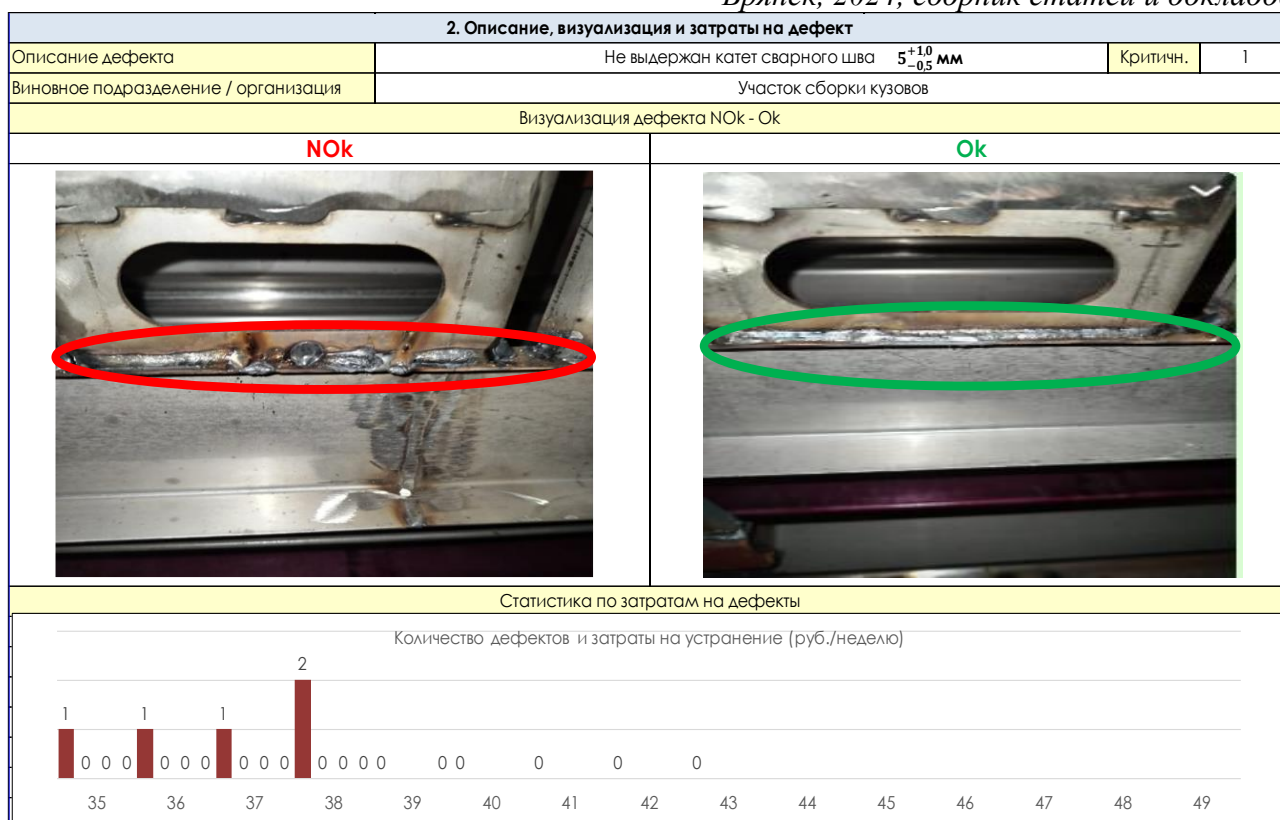 Брянск, 2024, сборник статей и докладов
2. Описание, визуализация и затраты на дефект
Описание дефекта Не выдержан катет сварного шва 5 +1,0 −0,5 мм Критичн. 1
Виновное подразделение / организация Участок сборки кузовов
Визуализация дефекта NOk - Ok
NOk Ok
Статистика по затратам на дефекты
Количество дефектов и затраты на устранение (руб./неделю)
2
1 1 1
0 0 0 0 0 0 0 0 0 0 0 0 0 0 0 0 0 0
35 36 37 38 39 40 41 42 43 44 45 46 47 48 49